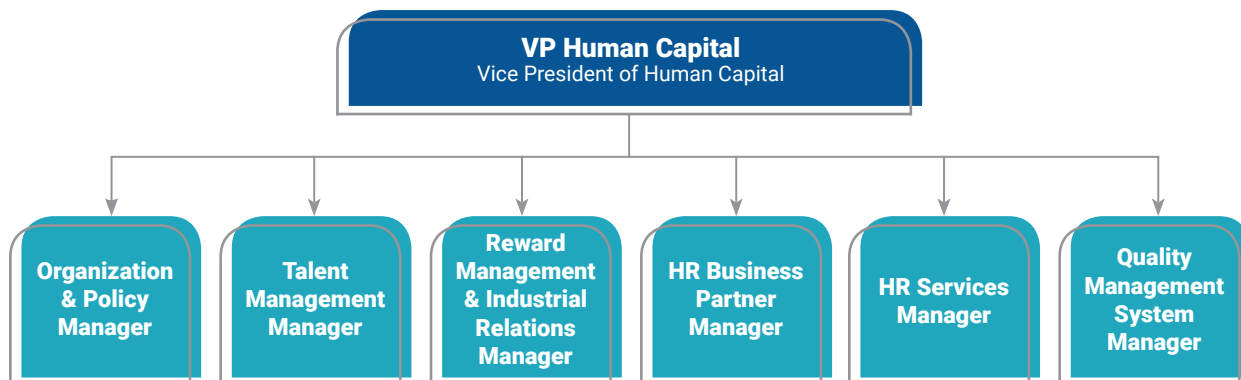 VP Human Capital
Vice President of Human Capital
Organization
& Policy
Manager
Talent
Management
Manager
Reward
Management
& Industrial
Relations
Manager
HR Business
Partner
Manager
HR Services
Manager
Quality
Management
System
Manager